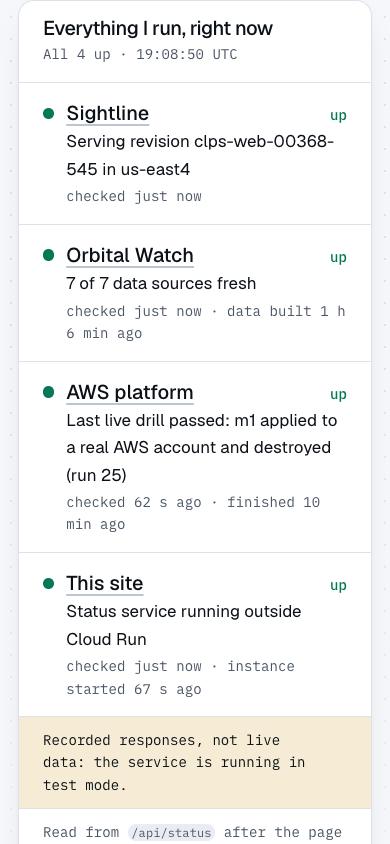 Everything I run, right now
All 4 up · 19:08:50 UTC
Sightline up
Serving revision clps-web-00368-
545 in us-east4
checked just now
Orbital Watch up
7 of 7 data sources fresh
checked just now · data built 1 h
6 min ago
AWS platform up
Last live drill passed: m1 applied to
a real AWS account and destroyed
(run 25)
checked 62 s ago · finished 10
min ago
This site up
Status service running outside
Cloud Run
checked just now · instance
started 67 s ago
Recorded responses, not live
data: the service is running in
test mode.
Read from /api/status after the page